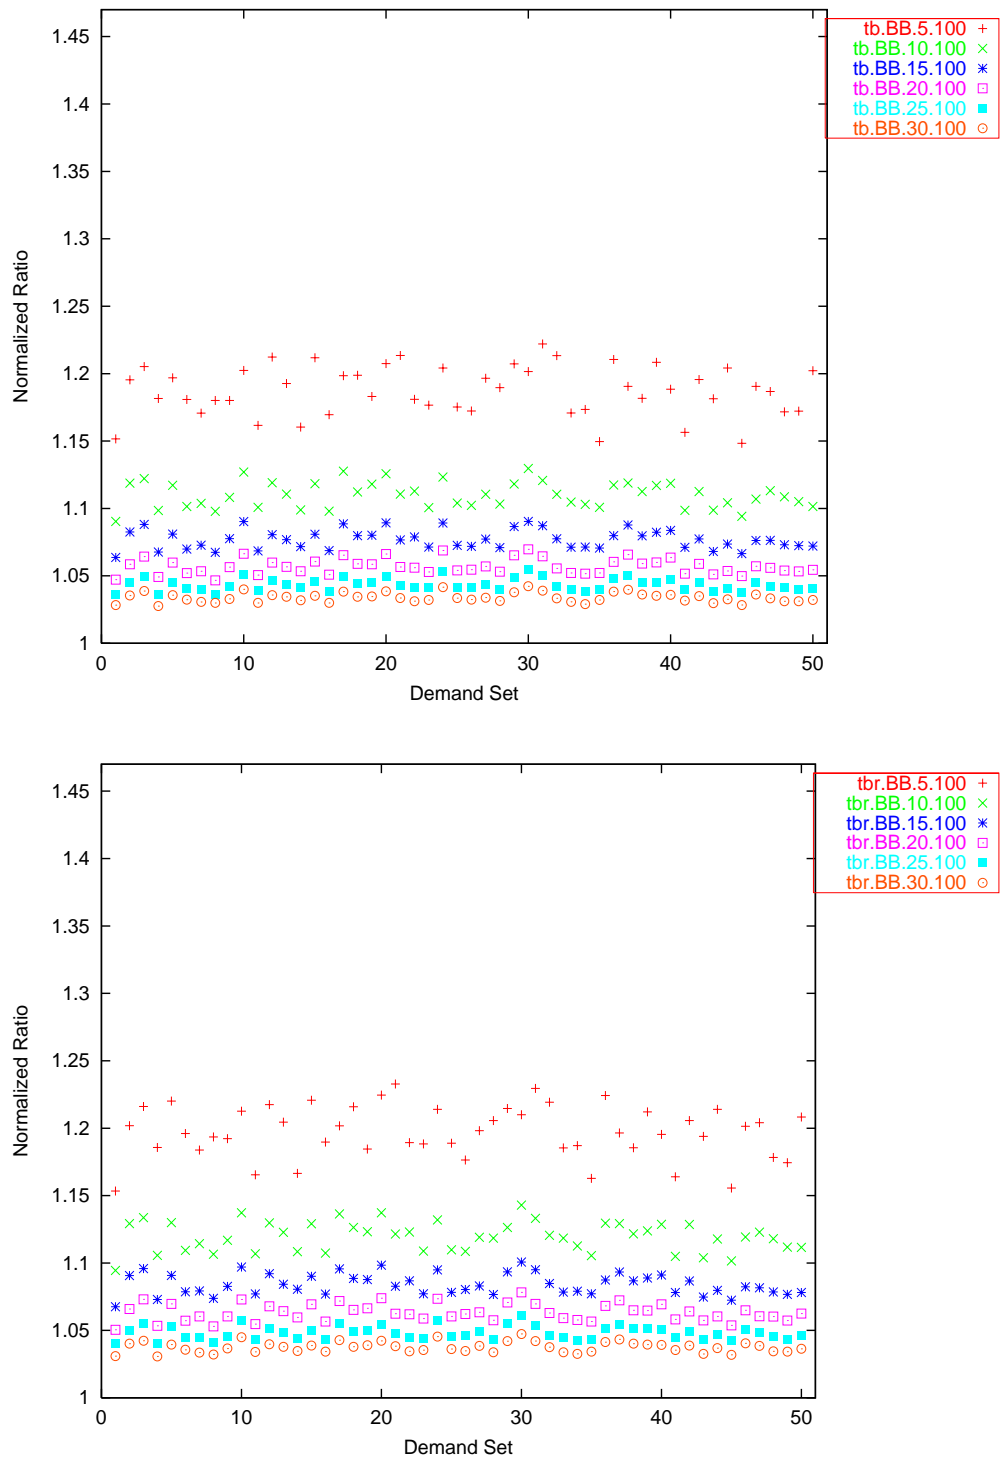 1.45
1.4
1.35
1.3
1.25
1.2
1.15
1.1
1.05
1
Normalized Ratio
0 10 20 30 40 50
Demand Set
tb.BB.5.100
tb.BB.10.100
tb.BB.15.100
tb.BB.20.100
tb.BB.25.100
tb.BB.30.100
1.45
1.4
1.35
1.3
1.25
1.2
1.15
1.1
1.05
1
Normalized Ratio
0 10 20 30 40 50
Demand Set
tbr.BB.5.100
tbr.BB.10.100
tbr.BB.15.100
tbr.BB.20.100
tbr.BB.25.100
tbr.BB.30.100